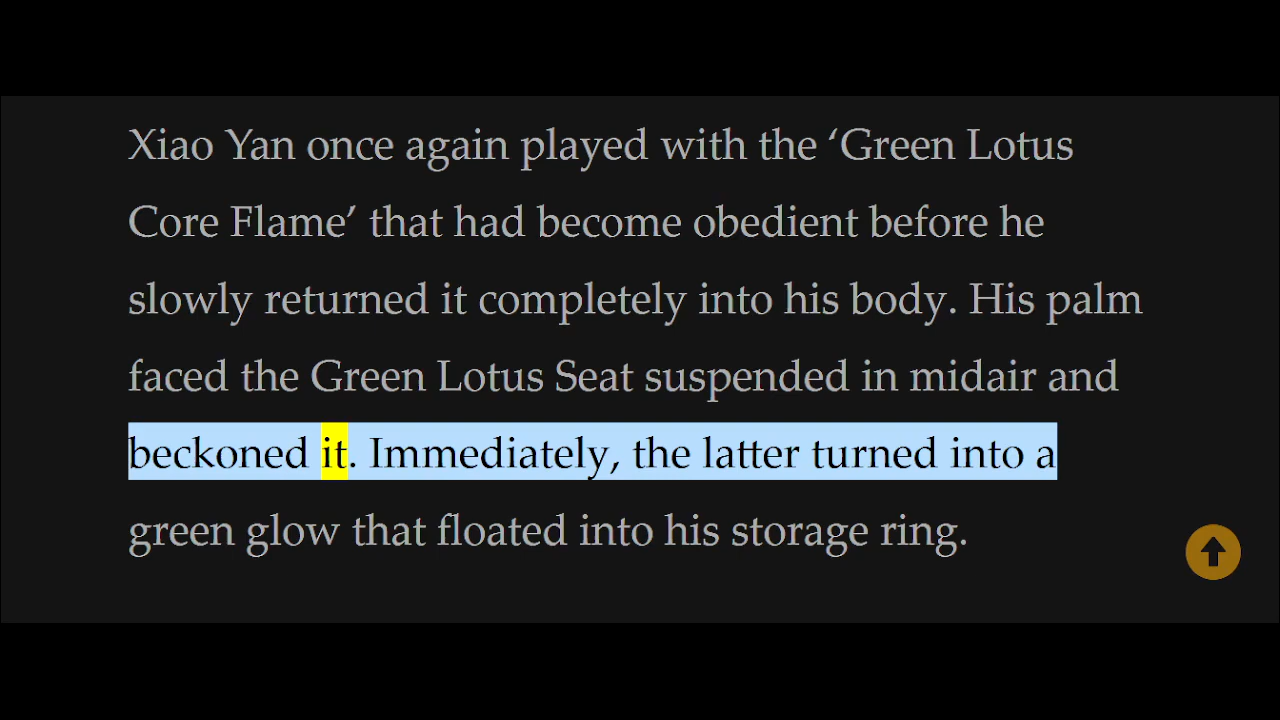 Xiao Yan once again played with the ‘Green Lotus
Core Flame’ that had become obedient before he
slowly returned it completely into his body. His palm
faced the Green Lotus Seat suspended in midair and
beckoned it. Immediately, the latter turned into a
green glow that floated into his storage ring.